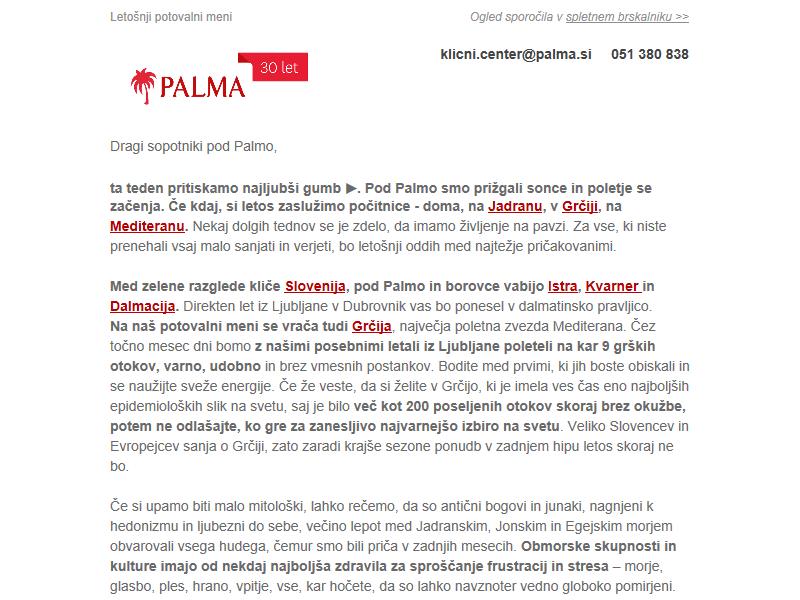 Letošnji potovalni meni
Ogled sporočila v spletnem brskalniku >>
klicni.center@palma.si 051 380 838
PALMA
30 let
Dragi sopotniki pod Palmo,
ta teden pritiskamo najljubši gumb ▶. Pod Palmo smo prižgali sonce in poletje se
začenja. Če kdaj, si letos zaslužimo počitnice - doma, na Jadranu, v Grčiji, na
Mediteranu. Nekaj dolgih tednov se je zdelo, da imamo življenje na pavzi. Za vse, ki niste
prenehali vsaj malo sanjati in verjeti, bo letošnji oddih med najtežje pričakovanimi.
Med zelene razglede kliče Slovenija, pod Palmo in borovce vabijo Istra, Kvarner in
Dalmacija. Direkten let iz Ljubljane v Dubrovnik vas bo ponesel v dalmatinsko pravljico.
Na naš potovalni meni se vrača tudi Grčija, največja poletna zvezda Mediterana. Čez
točno mesec dni bomo z našimi posebnimi letali iz Ljubljane poleteli na kar 9 grških
otokov, varno, udobno in brez vmesnih postankov. Bodite med prvimi, ki jih boste obiskali in
se naužijte sveže energije. Če že veste, da si želite v Grčijo, ki je imela ves čas eno najboljših
epidemioloških slik na svetu, saj je bilo več kot 200 poseljenih otokov skoraj brez okužbe,
potem ne odlašajte, ko gre za zanesljivo najvarnejšo izbiro na svetu. Veliko Slovencev in
Evropejcev sanja o Grčiji, zato zaradi krajše sezone ponudb v zadnjem hipu letos skoraj ne
bo.
Če si upamo biti malo mitološki, lahko rečemo, da so antični bogovi in junaki, nagnjeni k
hedonizmu in ljubezni do sebe, večino lepot med Jadranskim, Jonskim in Egejskim morjem
obvarovali vsega hudega, čemur smo bili priča v zadnjih mesecih. Obmorske skupnosti in
kulture imajo od nekdaj najboljša zdravila za sproščanje frustracij in stresa – morje,
glasbo, ples, hrano, vpitje, vse, kar hočete, da so lahko navznoter vedno globoko pomirjeni.